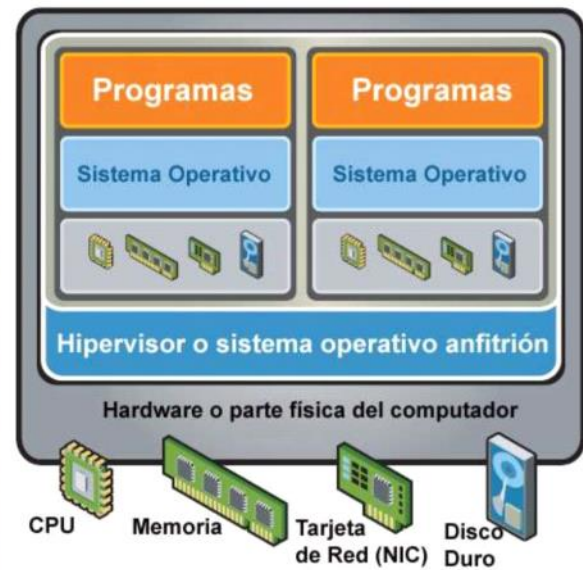 Programas
Programas
Sistema Operativo
Sistema Operativo
Hipervisor o sistema operativo anfitrión
Hardware o parte física del computador
CPU
Memoria
Tarjeta
de Red (NIC)
Disco
Duro